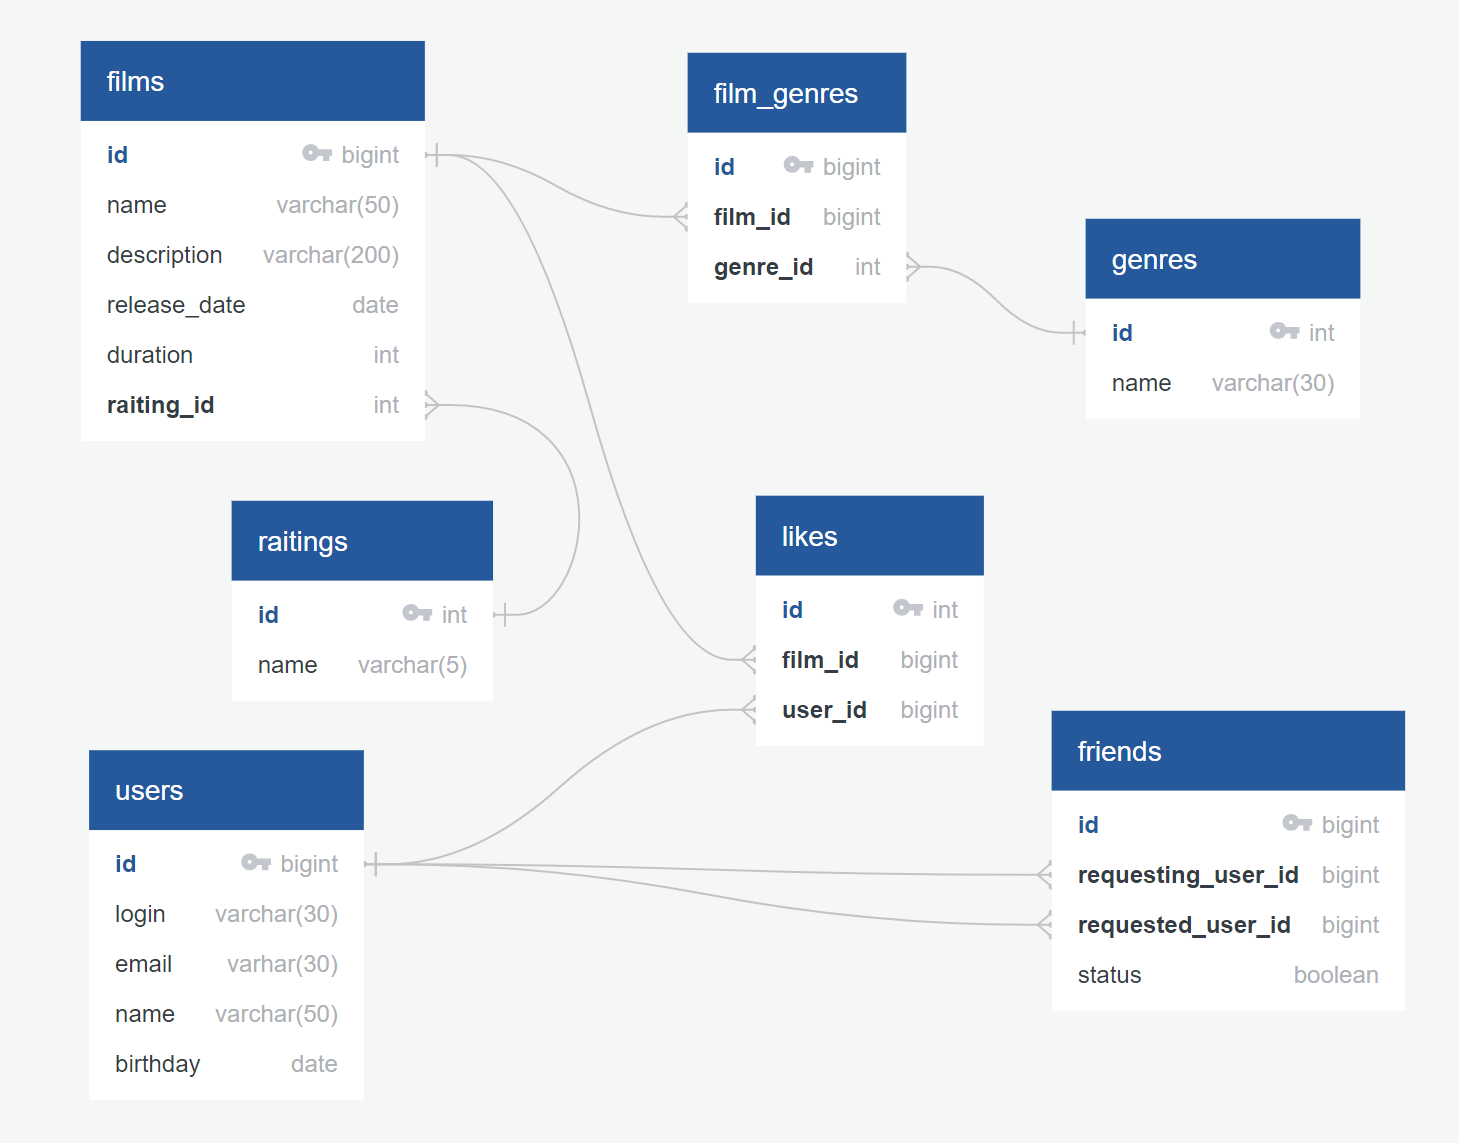 films
id bigint
name varchar(50)
description varchar(200)
release_date date
duration int
raiting_id int
film_genres
id bigint
film_id bigint
genre_id int
genres
id int
name varchar(30)
raitings
id int
name varchar(5)
likes
id int
film_id bigint
user_id bigint
users
id bigint
login varchar(30)
email varhar(30)
name varchar(50)
birthday date
friends
id bigint
requesting_user_id bigint
requested_user_id bigint
status boolean